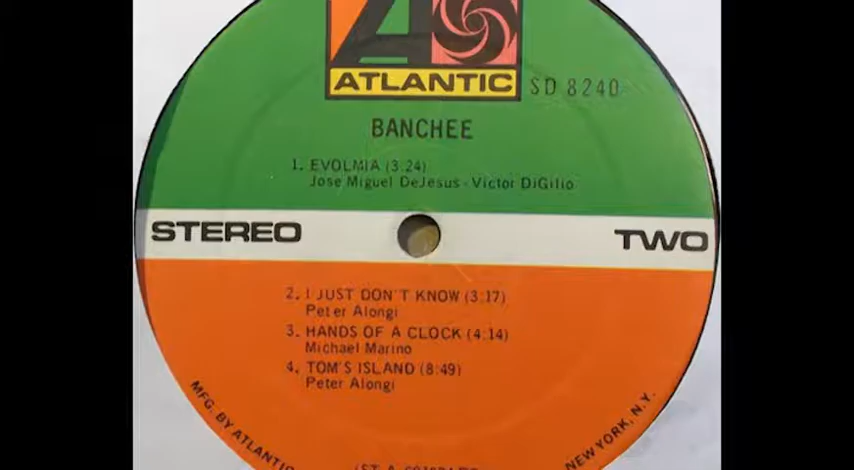 ATLANTIC
SD 8240
BANCHEE
1. EVOLMIA (3:24)
Jose Miguel DeJesus - Victor DiGilio
STEREO
TWO
2. I JUST DON'T KNOW (3:17)
Peter Alongi
3. HANDS OF A CLOCK (4:14)
Michael Marino
4. TOM'S ISLAND (8:49)
Peter Alongi
MFG. BY ATLANTIC
NEW YORK, N.Y.